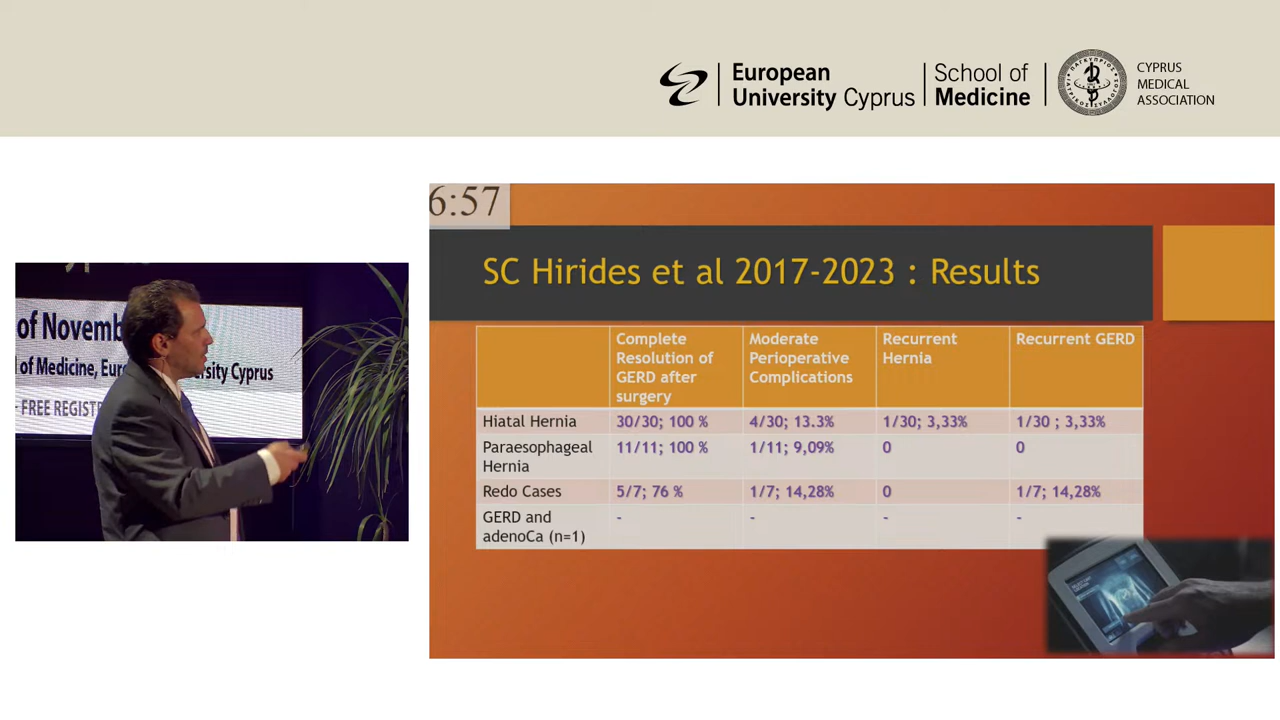 European
University Cyprus
School of
Medicine
CYPRUS
MEDICAL
ASSOCIATION
6:57
SC Hirides et al 2017-2023 : Results
Complete Resolution of GERD after surgery
Moderate Perioperative Complications
Recurrent Hernia
Recurrent GERD
Hiatal Hernia
30/30; 100 %
4/30; 13.3%
1/30; 3,33%
1/30 ; 3,33%
Paraesophageal Hernia
11/11; 100 %
1/11; 9,09%
0
0
Redo Cases
5/7; 76 %
1/7; 14,28%
0
1/7; 14,28%
GERD and adenoCa (n=1)
-
-
-
-
of Novemb
of Medicine, Eur
rsity Cyprus
FREE REGIST